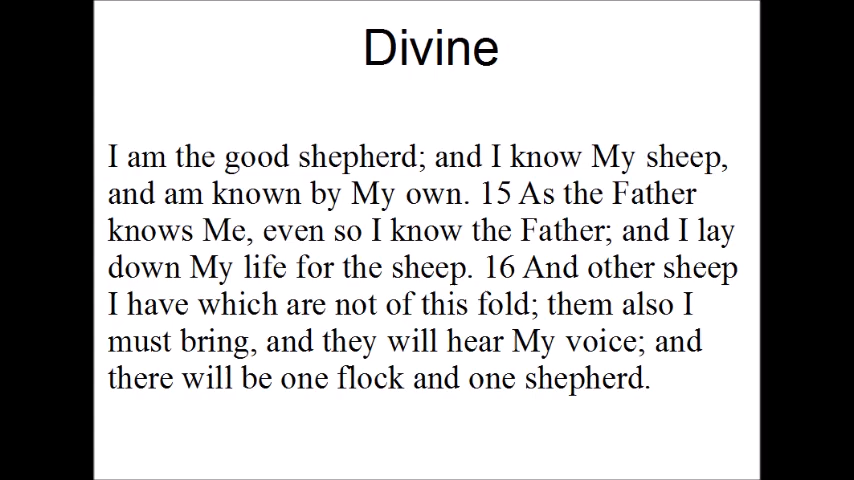 Divine
I am the good shepherd; and I know My sheep,
and am known by My own. 15 As the Father
knows Me, even so I know the Father; and I lay
down My life for the sheep. 16 And other sheep
I have which are not of this fold; them also I
must bring, and they will hear My voice; and
there will be one flock and one shepherd.